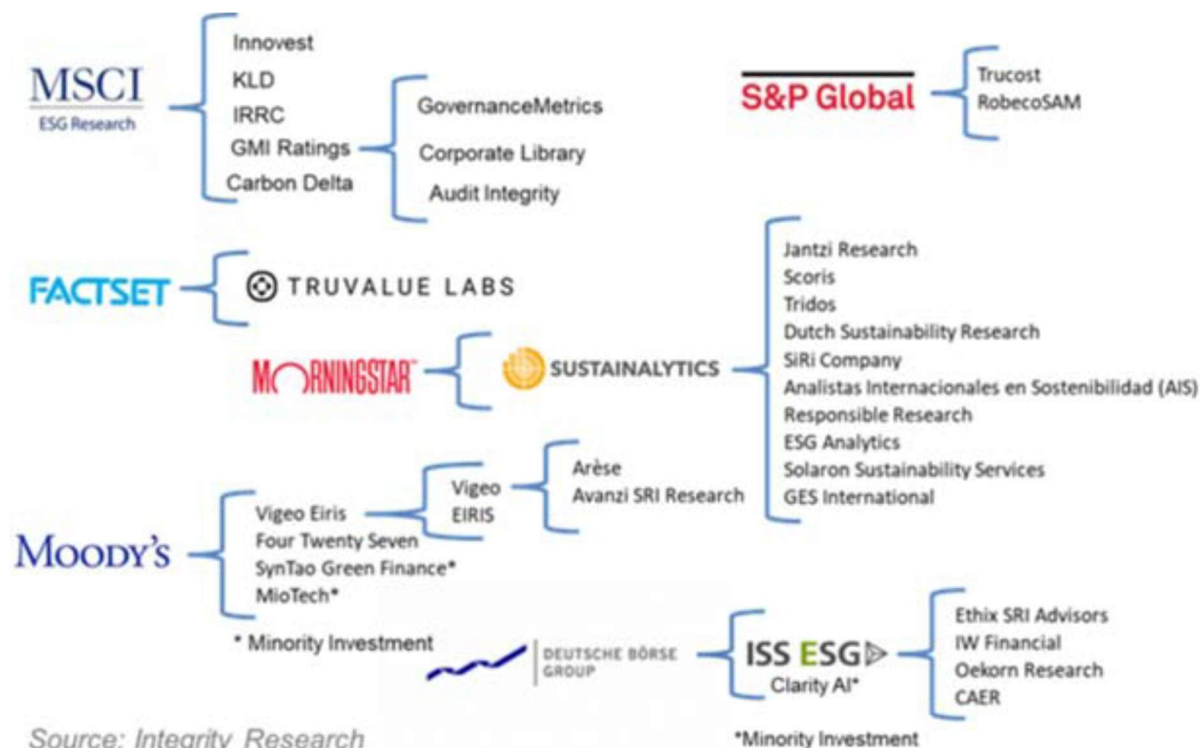 MSCI
ESG Research
Innovest
KLD
IRRC
GMI Ratings
Carbon Delta
GovernanceMetrics
Corporate Library
Audit Integrity
S&P Global
Trucost
RobecoSAM
FACTSET
TRUVALUE LABS
MORNINGSTAR
SUSTAINALYTICS
Jantzi Research
Scoris
Tridos
Dutch Sustainability Research
SiRi Company
Analistas Internacionales en Sostenibilidad (AIS)
Responsible Research
ESG Analytics
Solaron Sustainability Services
GES International
MOODY'S
Vigeo Eiris
Four Twenty Seven
SynTao Green Finance*
MioTech*
Vigeo
EIRIS
Arèse
Avanzi SRI Research
* Minority Investment
DEUTSCHE BÖRSE
GROUP
ISS ESG
Clarity AI*
Ethix SRI Advisors
IW Financial
Oekorn Research
CAER
*Minority Investment
Source: Integrity Research